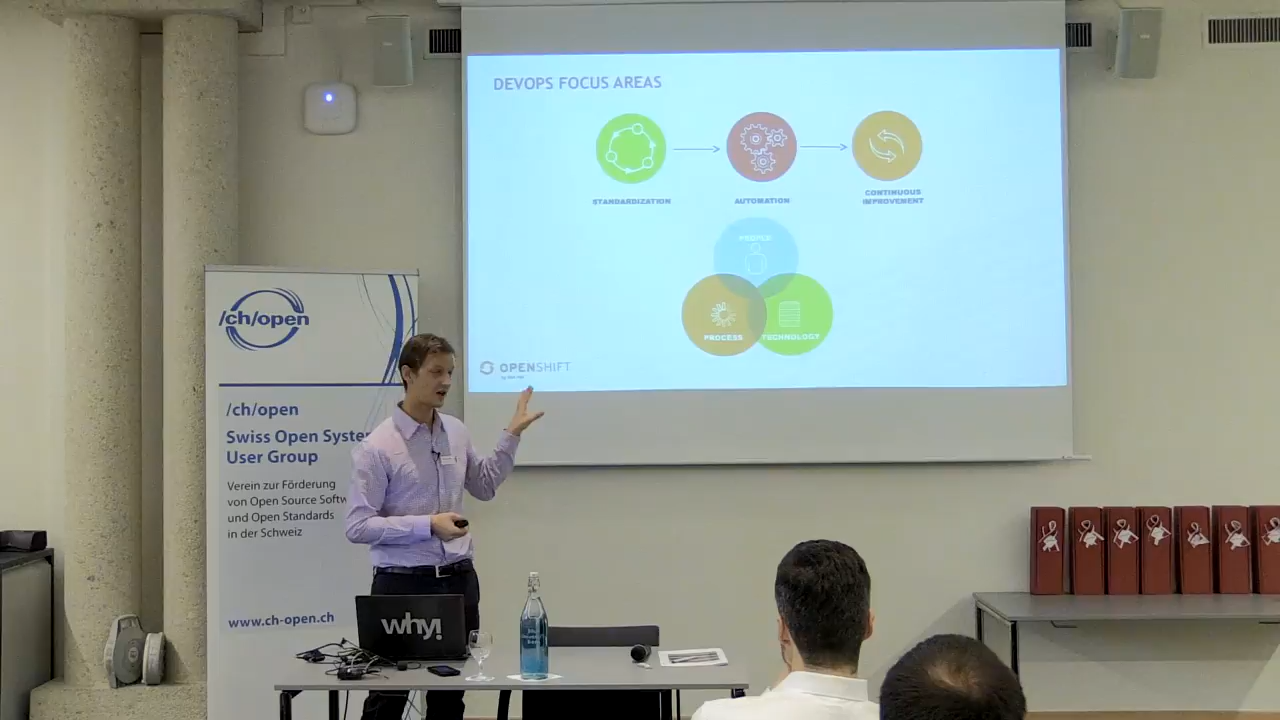 DEVOPS FOCUS AREAS
STANDARDIZATION
AUTOMATION
CONTINUOUS
IMPROVEMENT
PEOPLE
PROCESS
TECHNOLOGY
OPENSHIFT
/ch/open
/ch/open
Swiss Open Syste
User Group
Verein zur Förderung
von Open Source Softw
und Open Standards
in der Schweiz
www.ch-open.ch
why!